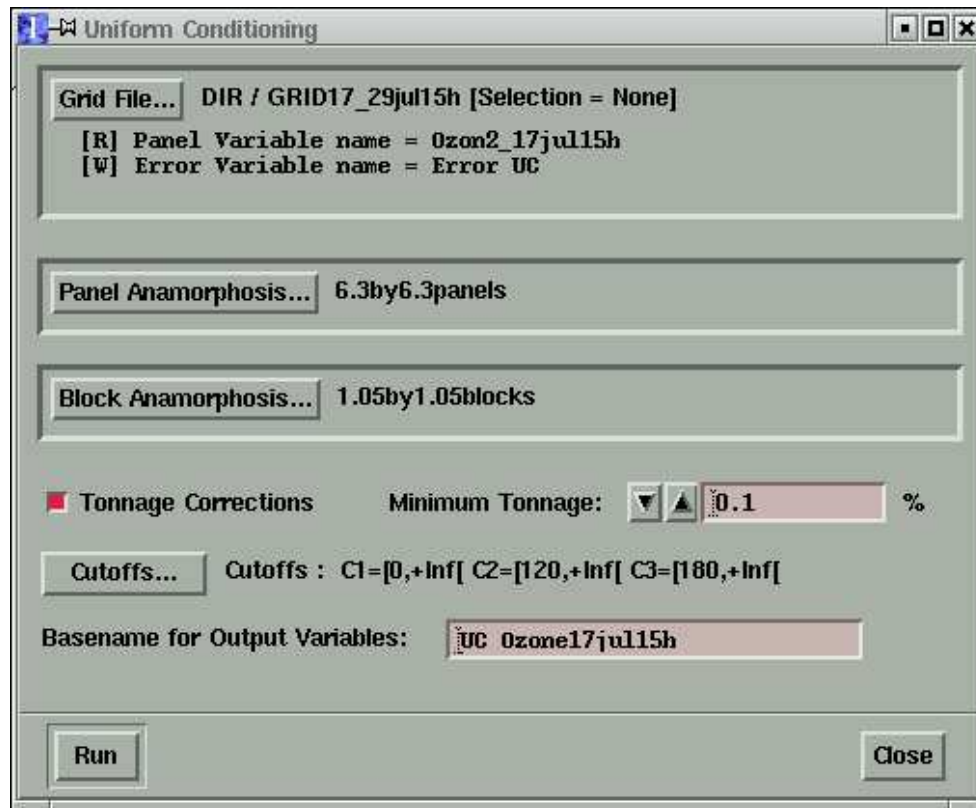 Uniform Conditioning
Grid File... DIR / GRID17_29jul15h [Selection = None]
[R] Panel Variable name = Ozon2_17jul15h
[W] Error Variable name = Error UC
Panel Anamorphosis... 6.3by6.3panels
Block Anamorphosis... 1.05by1.05blocks
Tonnage Corrections Minimum Tonnage: 0.1 %
Cutoffs... Cutoffs : C1=[0,+Inf[ C2=[120,+Inf[ C3=[180,+Inf[
Basename for Output Variables: UC Ozone17jul15h
Run Close